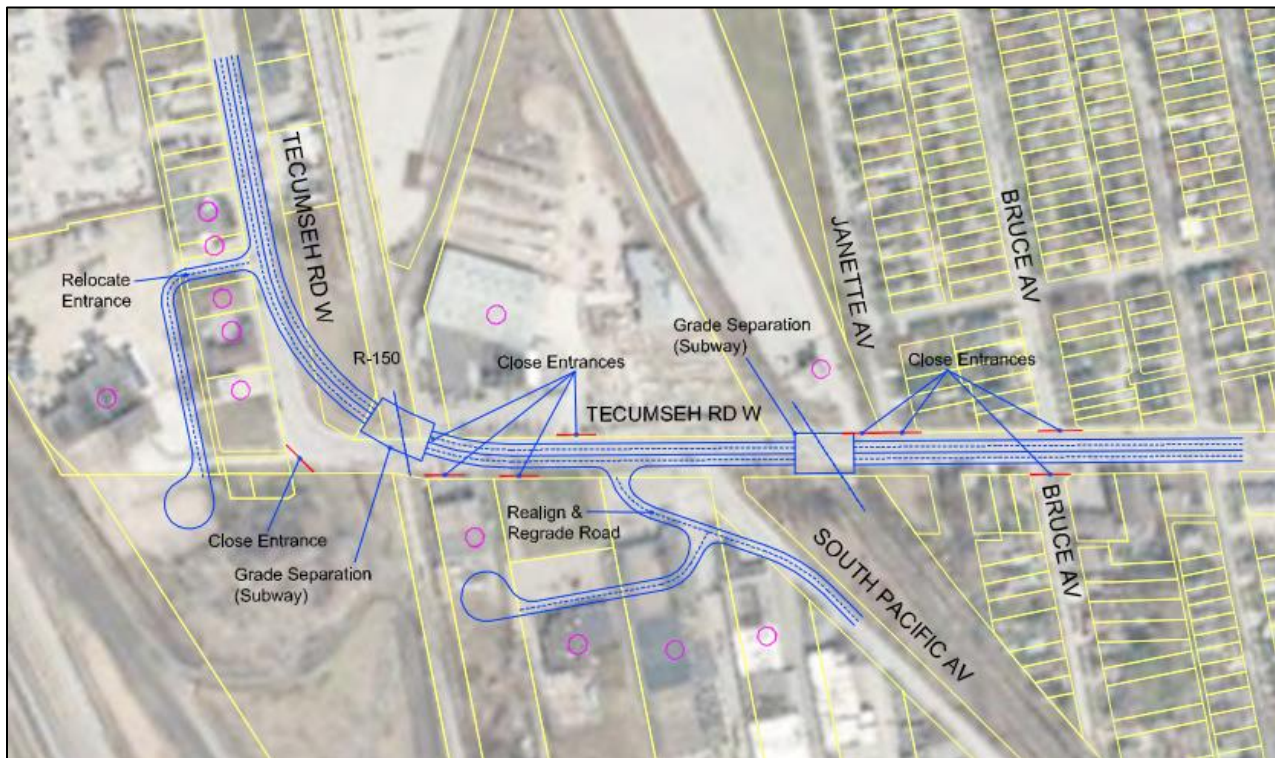 TECUMSEH RD W
Relocate
Entrance
R-150
Close Entrances
Grade Separation
(Subway)
JANETTE AV
BRUCE AV
Close Entrances
TECUMSEH RD W
Close Entrance
Grade Separation
(Subway)
Realign &
Regrade Road
SOUTH PACIFIC AV
BRUCE AV